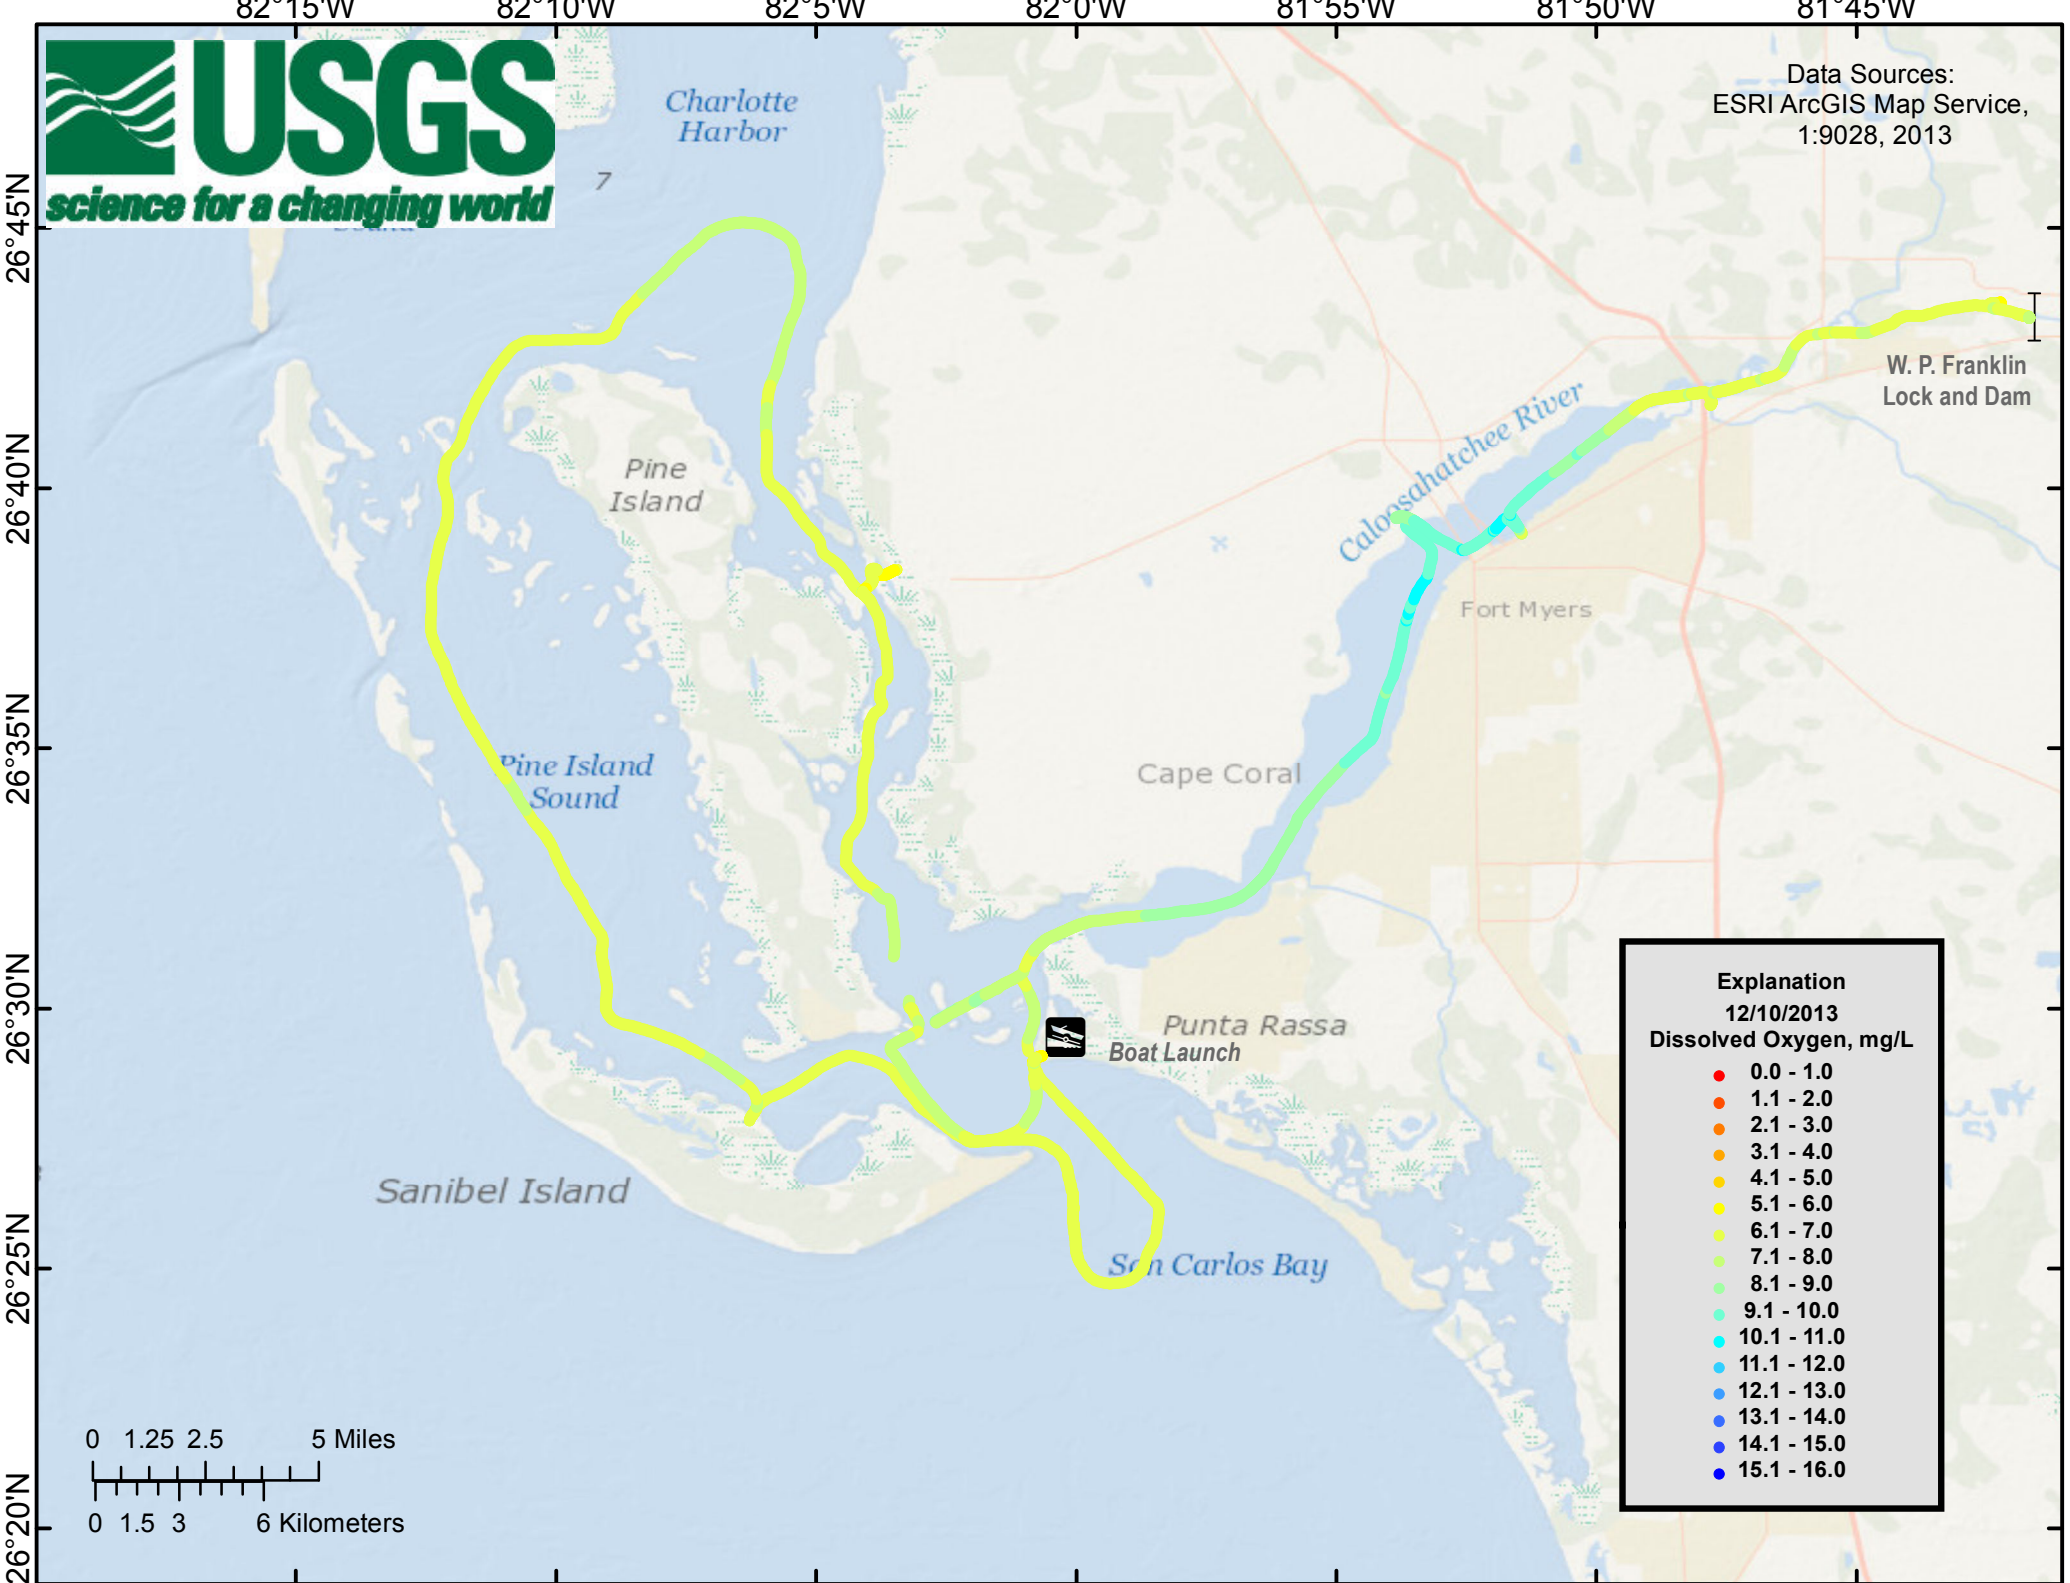 82°15'W 82°10'W 82°5'W 82°0'W 81°55'W 81°50'W 81°45'W
USGS
science for a changing world
Data Sources:
ESRI ArcGIS Map Service,
1:9028, 2013
Charlotte
Harbor
7
Sound
26°45'N
26°40'N
26°35'N
26°30'N
26°25'N
26°20'N
W. P. Franklin
Lock and Dam
Caloosahatchee River
Pine
Island
Fort Myers
Pine Island
Sound
Cape Coral
Punta Rassa
Boat Launch
Sanibel Island
San Carlos Bay
Explanation
12/10/2013
Dissolved Oxygen, mg/L
0.0 - 1.0
1.1 - 2.0
2.1 - 3.0
3.1 - 4.0
4.1 - 5.0
5.1 - 6.0
6.1 - 7.0
7.1 - 8.0
8.1 - 9.0
9.1 - 10.0
10.1 - 11.0
11.1 - 12.0
12.1 - 13.0
13.1 - 14.0
14.1 - 15.0
15.1 - 16.0
0 1.25 2.5 5 Miles
0 1.5 3 6 Kilometers